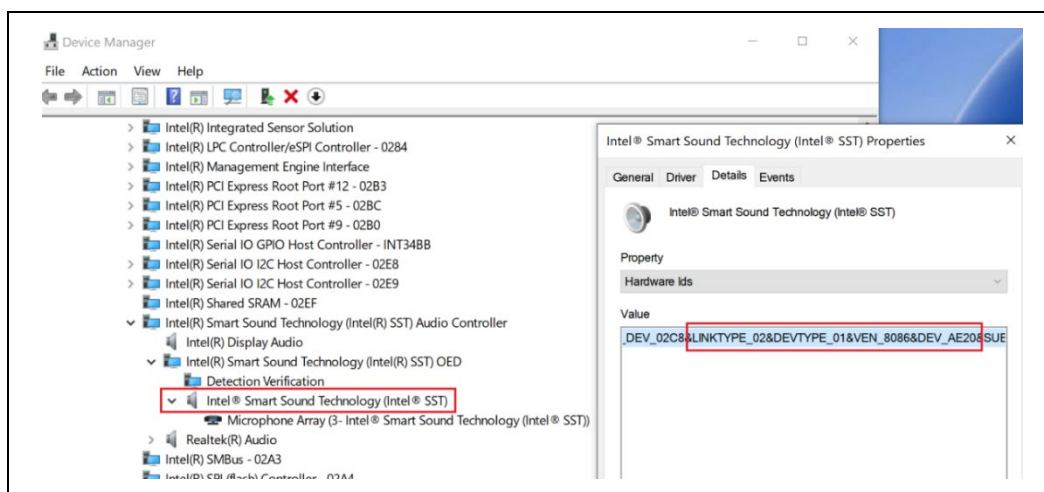 Device Manager
File Action View Help
Intel(R) Integrated Sensor Solution
Intel(R) LPC Controller/eSPI Controller - 0284
Intel(R) Management Engine Interface
Intel(R) PCI Express Root Port #12 - 02B3
Intel(R) PCI Express Root Port #5 - 02BC
Intel(R) PCI Express Root Port #9 - 02B0
Intel(R) Serial IO GPIO Host Controller - INT34BB
Intel(R) Serial IO I2C Host Controller - 02E8
Intel(R) Serial IO I2C Host Controller - 02E9
Intel(R) Shared SRAM - 02EF
Intel(R) Smart Sound Technology (Intel(R) SST) Audio Controller
Intel(R) Display Audio
Intel(R) Smart Sound Technology (Intel(R) SST) OED
Detection Verification
Intel® Smart Sound Technology (Intel® SST)
Microphone Array (3- Intel® Smart Sound Technology (Intel® SST))
Realtek(R) Audio
Intel(R) SMBus - 02A3
Intel(R) SPI (flash) Controller - 02A4
Intel® Smart Sound Technology (Intel® SST) Properties
General Driver Details Events
Intel® Smart Sound Technology (Intel® SST)
Property
Hardware Ids
Value
_DEV_02C8&LINKTYPE_02&DEVTYPE_01&VEN_8086&DEV_AE20&SUE